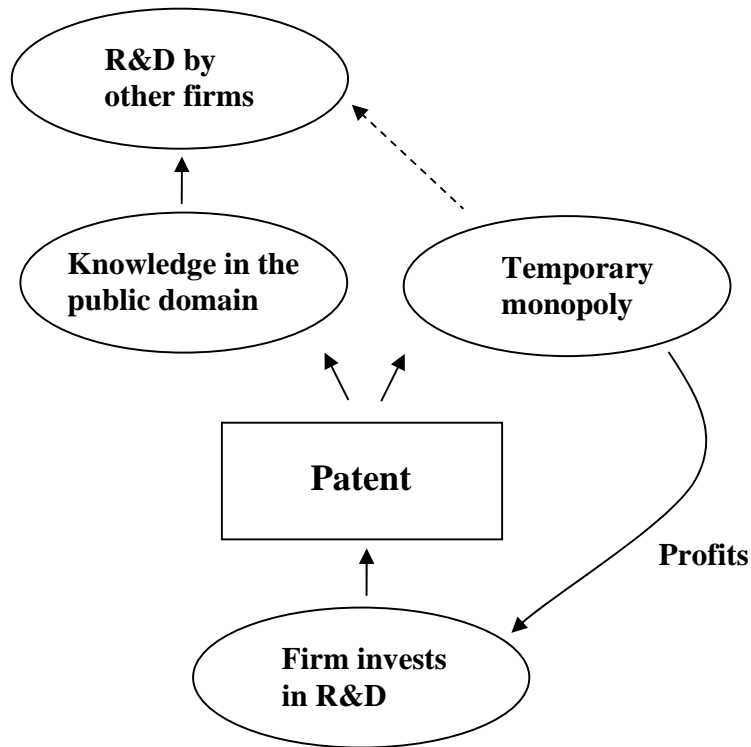 R&D by
other firms
Knowledge in the
public domain
Temporary
monopoly
Patent
Profits
Firm invests
in R&D